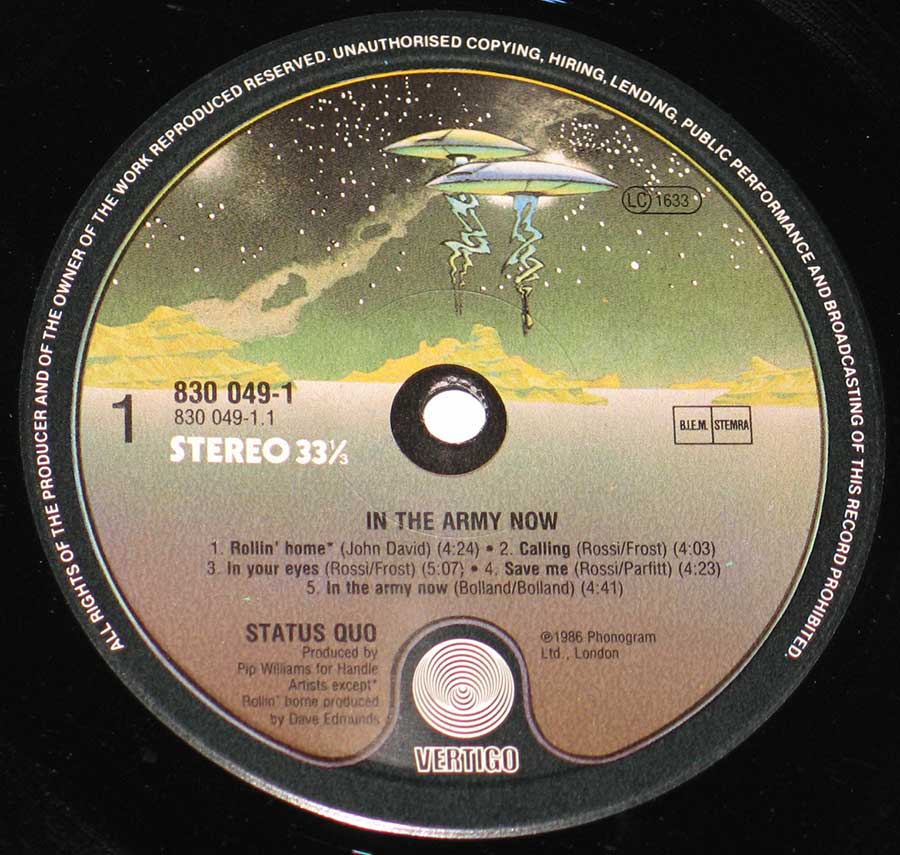 ALL RIGHTS OF THE PRODUCER AND OF THE OWNER OF THE WORK REPRODUCED RESERVED. UNAUTHORISED COPYING, HIRING, LENDING, PUBLIC PERFORMANCE AND BROADCASTING OF THIS RECORD PROHIBITED.
LC 1633
1
830 049-1
830 049-1.1
STEREO 33⅓
B.I.E.M. STEMRA
IN THE ARMY NOW
1. Rollin' home* (John David) (4:24) • 2. Calling (Rossi/Frost) (4:03)
3. In your eyes (Rossi/Frost) (5:07) • 4. Save me (Rossi/Parfitt) (4:23)
5. In the army now (Bolland/Bolland) (4:41)
STATUS QUO
Produced by
Pip Williams for Handle
Artists except*
Rollin' home produced
by Dave Edmunds
℗1986 Phonogram
Ltd., London
VERTIGO